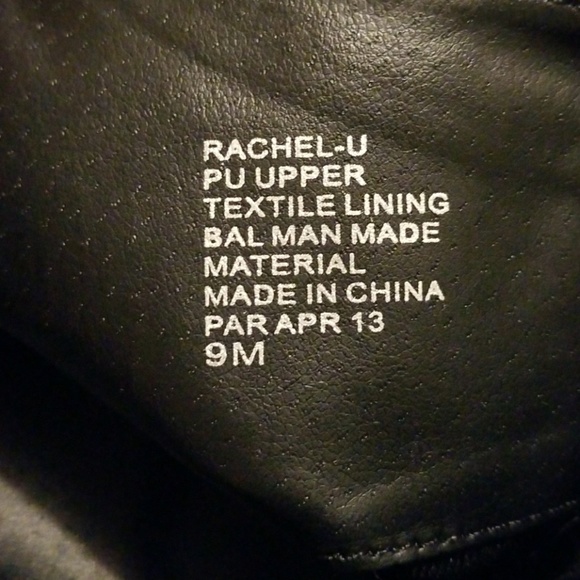 RACHEL-U
PU UPPER
TEXTILE LINING
BAL MAN MADE
MATERIAL
MADE IN CHINA
PAR APR 13
9M